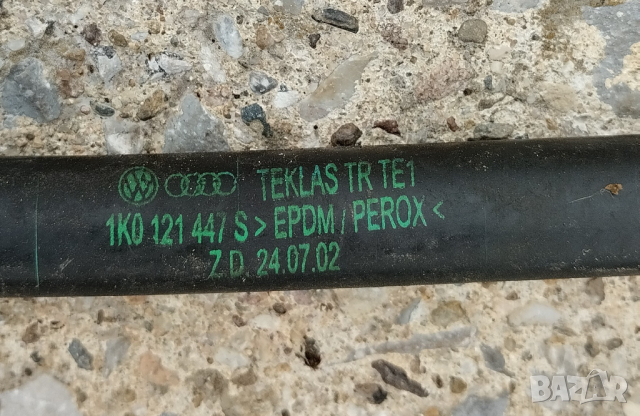 TEKLAS TR TE1
1K0 121 447 S > EPDM / PEROX <
Z D 24.07.02
BAZAR